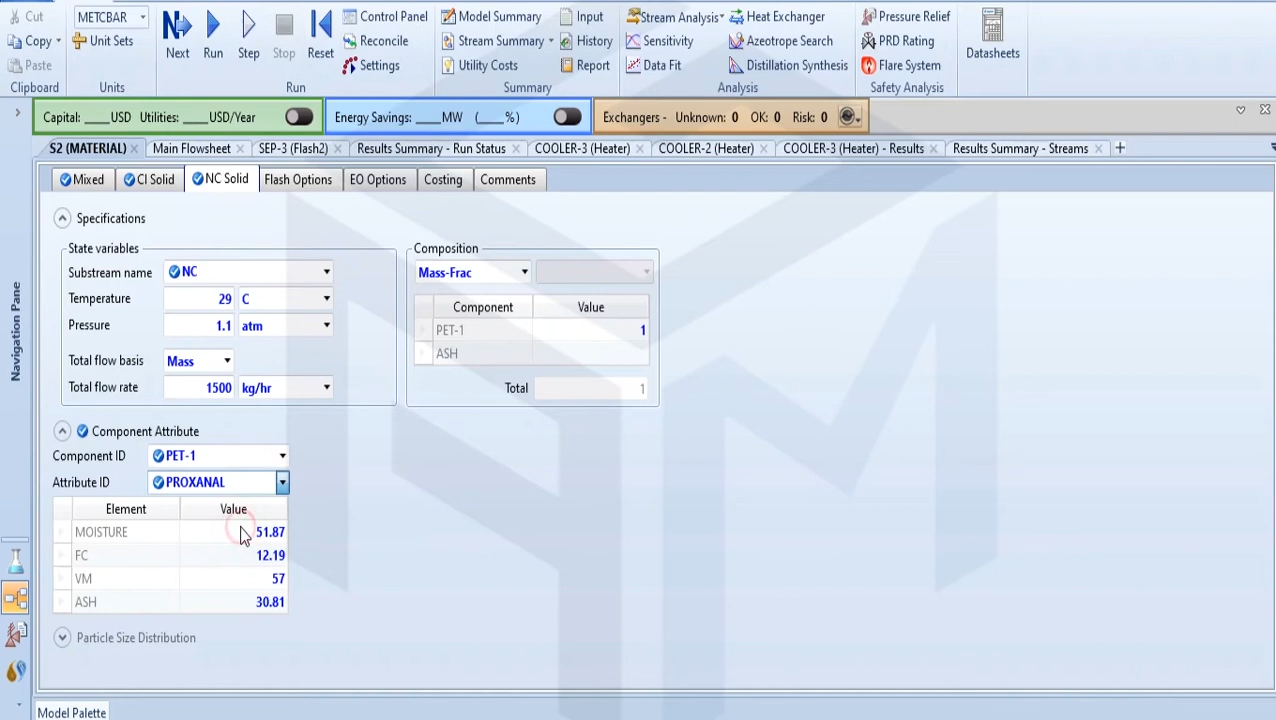 Cut METCBAR Control Panel Model Summary Input Stream Analysis Heat Exchanger Pressure Relief
Copy Unit Sets Next Run Step Stop Reset Reconcile Stream Summary History Sensitivity Azeotrope Search PRD Rating Datasheets
Paste Settings Utility Costs Report Data Fit Distillation Synthesis Flare System
Clipboard Units Run Summary Analysis Safety Analysis
Capital: ____USD Utilities: ____USD/Year Energy Savings: ____MW (____%) Exchangers - Unknown: 0 OK: 0 Risk: 0
S2 (MATERIAL) Main Flowsheet SEP-3 (Flash2) Results Summary - Run Status COOLER-3 (Heater) COOLER-2 (Heater) COOLER-3 (Heater) - Results Results Summary - Streams
Mixed CI Solid NC Solid Flash Options EO Options Costing Comments
Specifications
State variables Composition
Substream name NC Mass-Frac
Temperature 29 C Component Value
Pressure 1.1 atm PET-1 1
Total flow basis Mass ASH
Total flow rate 1500 kg/hr Total 1
Component Attribute
Component ID PET-1
Attribute ID PROXANAL
Element Value
MOISTURE 51.87
FC 12.19
VM 57
ASH 30.81
Particle Size Distribution
Navigation Pane
Model Palette